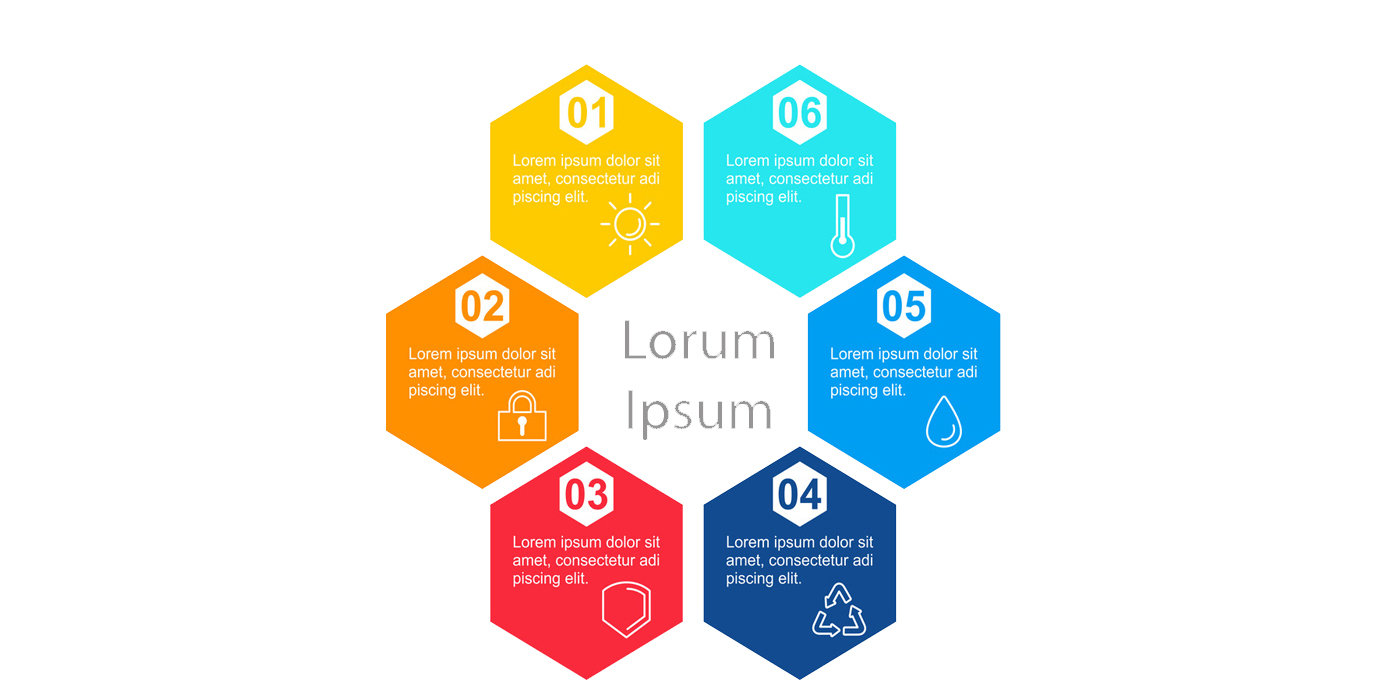 01
Lorem ipsum dolor sit
amet, consectetur adi
piscing elit.
06
Lorem ipsum dolor sit
amet, consectetur adi
piscing elit.
02
Lorem ipsum dolor sit
amet, consectetur adi
piscing elit.
Lorum
Ipsum
05
Lorem ipsum dolor sit
amet, consectetur adi
piscing elit.
03
Lorem ipsum dolor sit
amet, consectetur adi
piscing elit.
04
Lorem ipsum dolor sit
amet, consectetur adi
piscing elit.